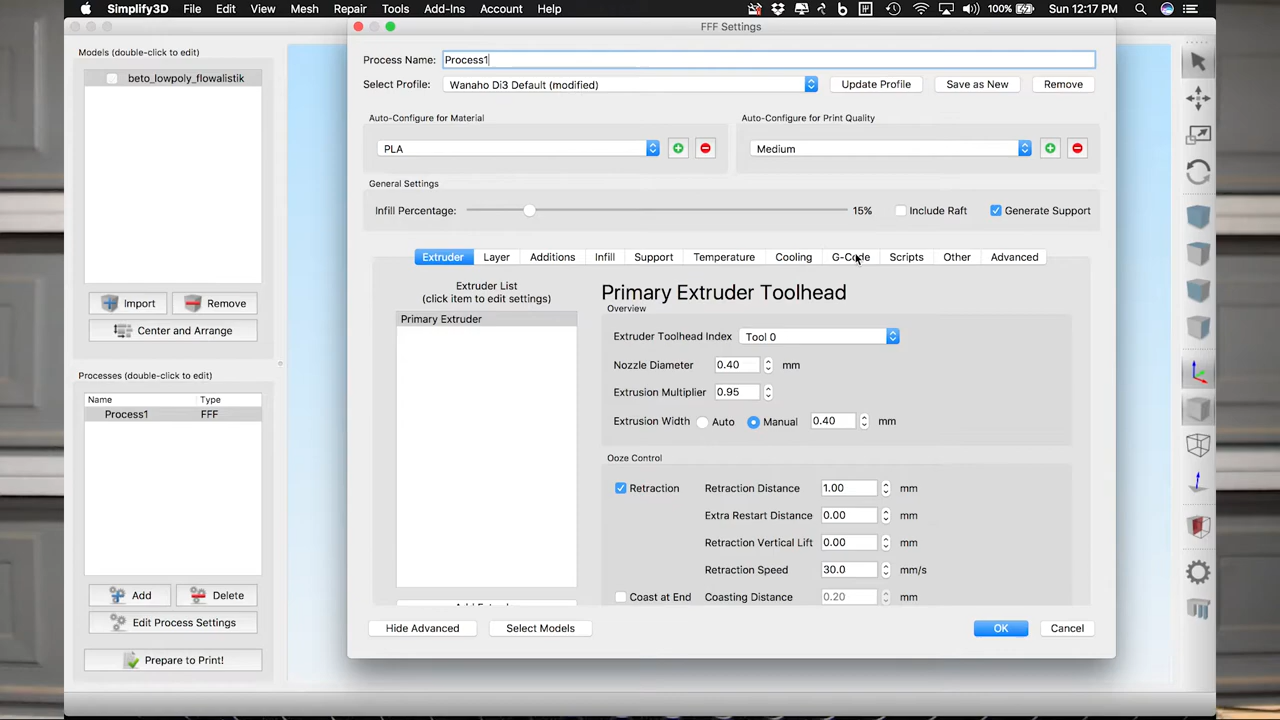 Simplify3D File Edit View Mesh Repair Tools Add-Ins Account Help 100% Sun 12:17 PM
FFF Settings
Models (double-click to edit)
beto_lowpoly_flowalistik
Import Remove
Center and Arrange
Processes (double-click to edit)
Name Type
Process1 FFF
Add Delete
Edit Process Settings
Prepare to Print!
Process Name: Process1
Select Profile: Wanaho Di3 Default (modified) Update Profile Save as New Remove
Auto-Configure for Material
PLA
Auto-Configure for Print Quality
Medium
General Settings
Infill Percentage: 15% Include Raft Generate Support
Extruder Layer Additions Infill Support Temperature Cooling G-Code Scripts Other Advanced
Extruder List
(click item to edit settings)
Primary Extruder
Primary Extruder Toolhead
Overview
Extruder Toolhead Index Tool 0
Nozzle Diameter 0.40 mm
Extrusion Multiplier 0.95
Extrusion Width Auto Manual 0.40 mm
Ooze Control
Retraction Retraction Distance 1.00 mm
Extra Restart Distance 0.00 mm
Retraction Vertical Lift 0.00 mm
Retraction Speed 30.0 mm/s
Coast at End Coasting Distance 0.20 mm
Hide Advanced Select Models OK Cancel